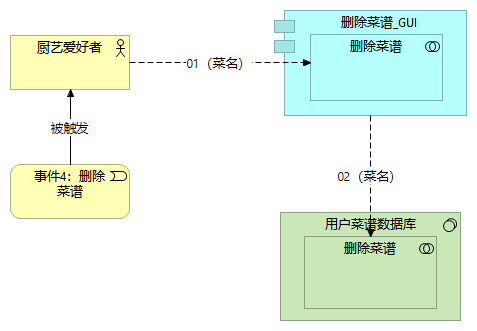 删除菜谱_GUI
厨艺爱好者
删除菜谱
01（菜名）
被触发
事件4：删除
菜谱
02（菜名）
用户菜谱数据库
删除菜谱